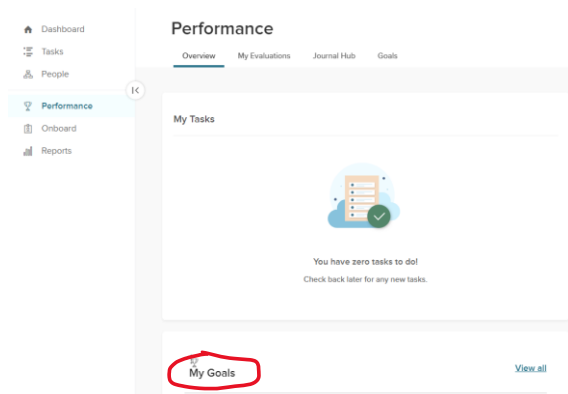 Dashboard
Tasks
People
Performance
Onboard
Reports
Performance
Overview My Evaluations Journal Hub Goals
My Tasks
You have zero tasks to do!
Check back later for any new tasks.
My Goals
View all